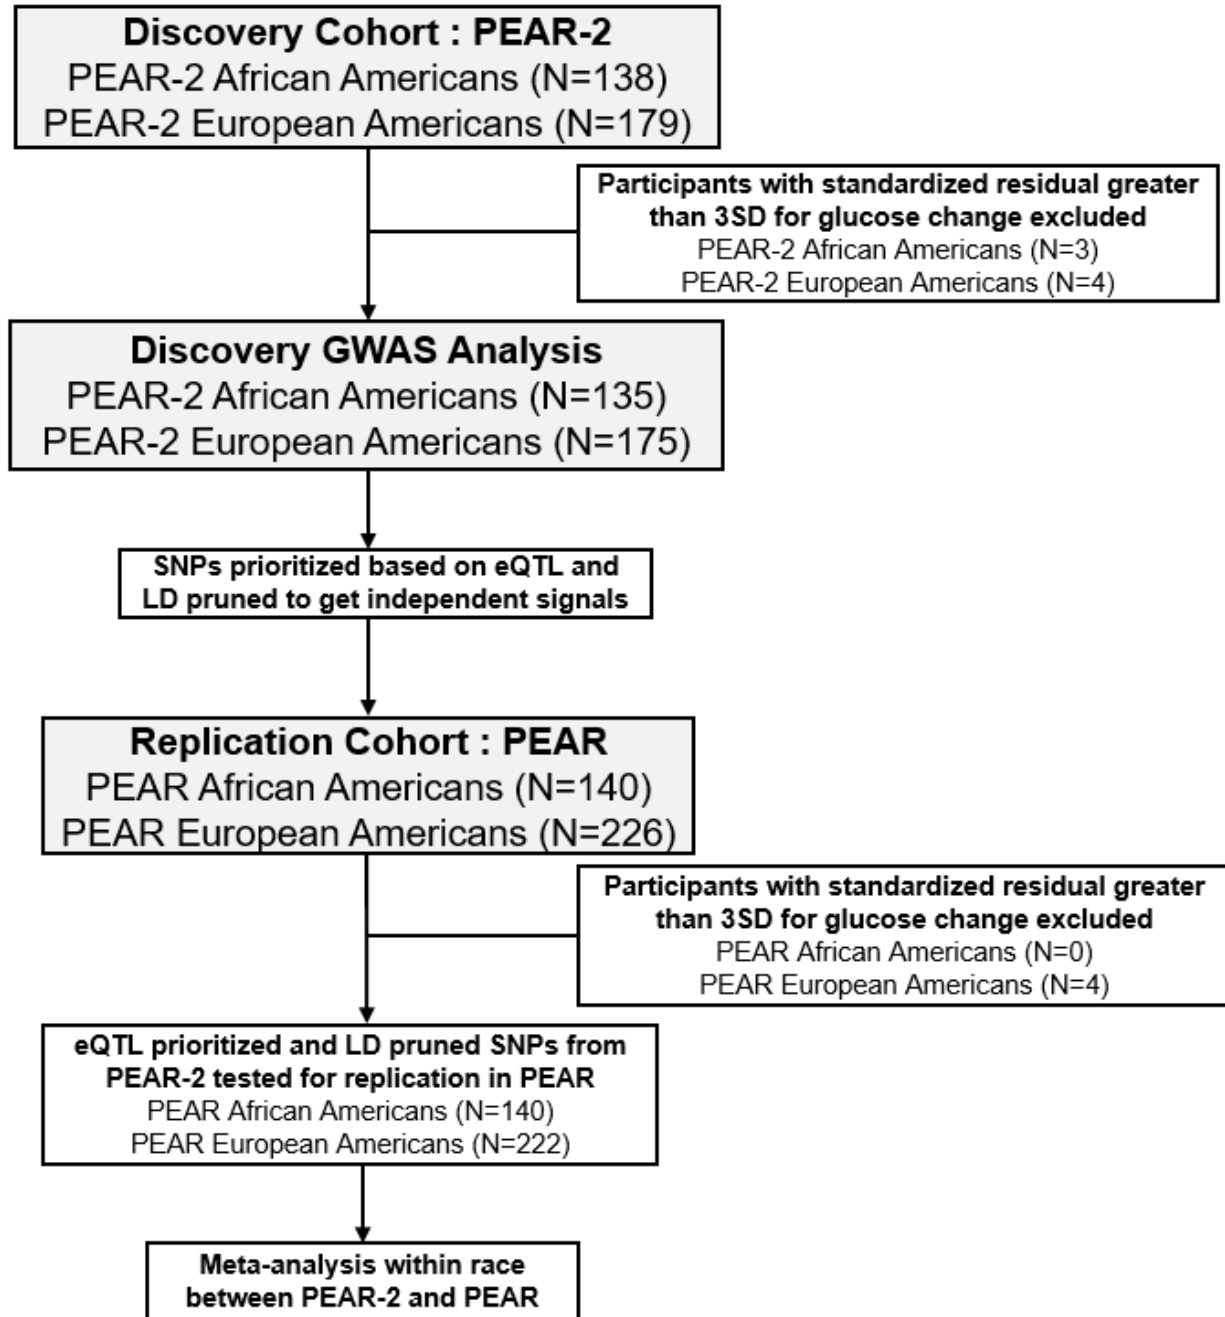 Discovery Cohort : PEAR-2
PEAR-2 African Americans (N=138)
PEAR-2 European Americans (N=179)
Participants with standardized residual greater
than 3SD for glucose change excluded
PEAR-2 African Americans (N=3)
PEAR-2 European Americans (N=4)
Discovery GWAS Analysis
PEAR-2 African Americans (N=135)
PEAR-2 European Americans (N=175)
SNPs prioritized based on eQTL and
LD pruned to get independent signals
Replication Cohort : PEAR
PEAR African Americans (N=140)
PEAR European Americans (N=226)
Participants with standardized residual greater
than 3SD for glucose change excluded
PEAR African Americans (N=0)
PEAR European Americans (N=4)
eQTL prioritized and LD pruned SNPs from
PEAR-2 tested for replication in PEAR
PEAR African Americans (N=140)
PEAR European Americans (N=222)
Meta-analysis within race
between PEAR-2 and PEAR